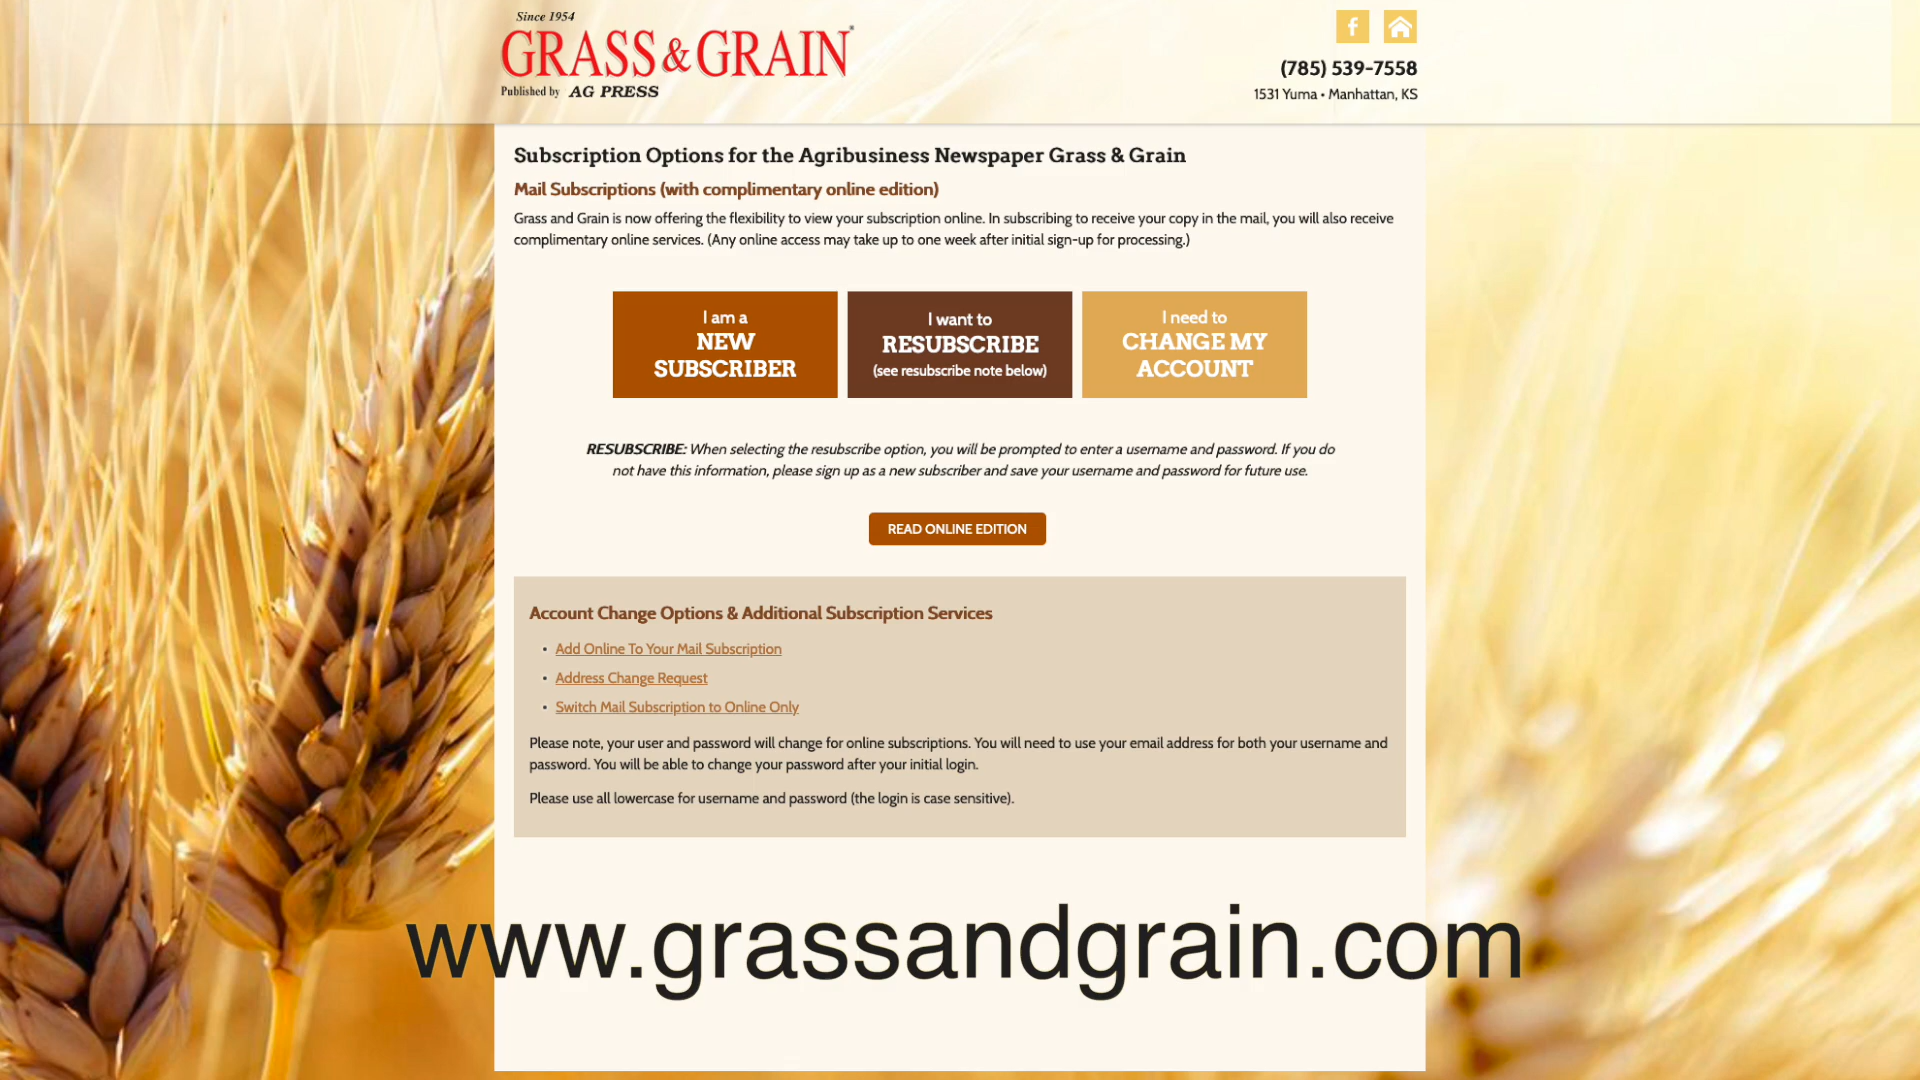 Since 1954
GRASS & GRAIN
Published by AG PRESS
(785) 539-7558
1531 Yuma • Manhattan, KS
Subscription Options for the Agribusiness Newspaper Grass & Grain
Mail Subscriptions (with complimentary online edition)
Grass and Grain is now offering the flexibility to view your subscription online. In subscribing to receive your copy in the mail, you will also receive
complimentary online services. (Any online access may take up to one week after initial sign-up for processing.)
I am a
NEW
SUBSCRIBER
I want to
RESUBSCRIBE
(see resubscribe note below)
I need to
CHANGE MY
ACCOUNT
RESUBSCRIBE: When selecting the resubscribe option, you will be prompted to enter a username and password. If you do
not have this information, please sign up as a new subscriber and save your username and password for future use.
READ ONLINE EDITION
Account Change Options & Additional Subscription Services
• Add Online To Your Mail Subscription
• Address Change Request
• Switch Mail Subscription to Online Only
Please note, your user and password will change for online subscriptions. You will need to use your email address for both your username and
password. You will be able to change your password after your initial login.
Please use all lowercase for username and password (the login is case sensitive).
www.grassandgrain.com